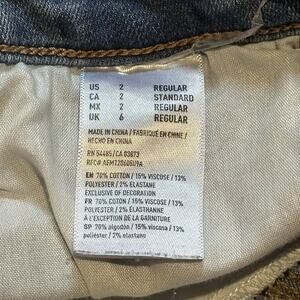 US 2 REGULAR
CA 2 STANDARD
MX 2 REGULAR
UK 6 REGULAR
MADE IN CHINA / FABRIQUÉ EN CHINE /
HECHO EN CHINA
RN 54485/CA 03673
EN 70% COTTON / 15% VISCOSE / 13%
POLYESTER / 2% ELASTANE
EXCLUSIVE OF DECORATION
FR 70% COTON / 15% VISCOSE / 13%
POLYESTER / 2% ÉLASTHANNE
À L'EXCEPTION DE LA GARNITURE
SP 70% algodón / 15% viscosa / 13%
poliéster / 2% elastano